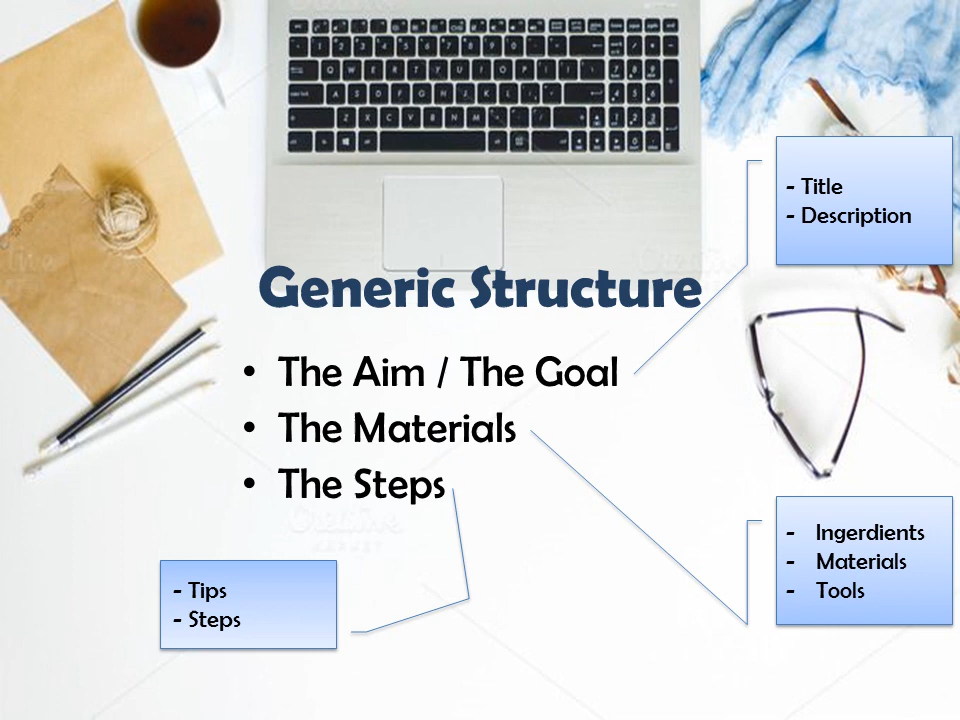 - Title
- Description
Generic Structure
• The Aim / The Goal
• The Materials
• The Steps
- Ingerdients
- Materials
- Tools
- Tips
- Steps